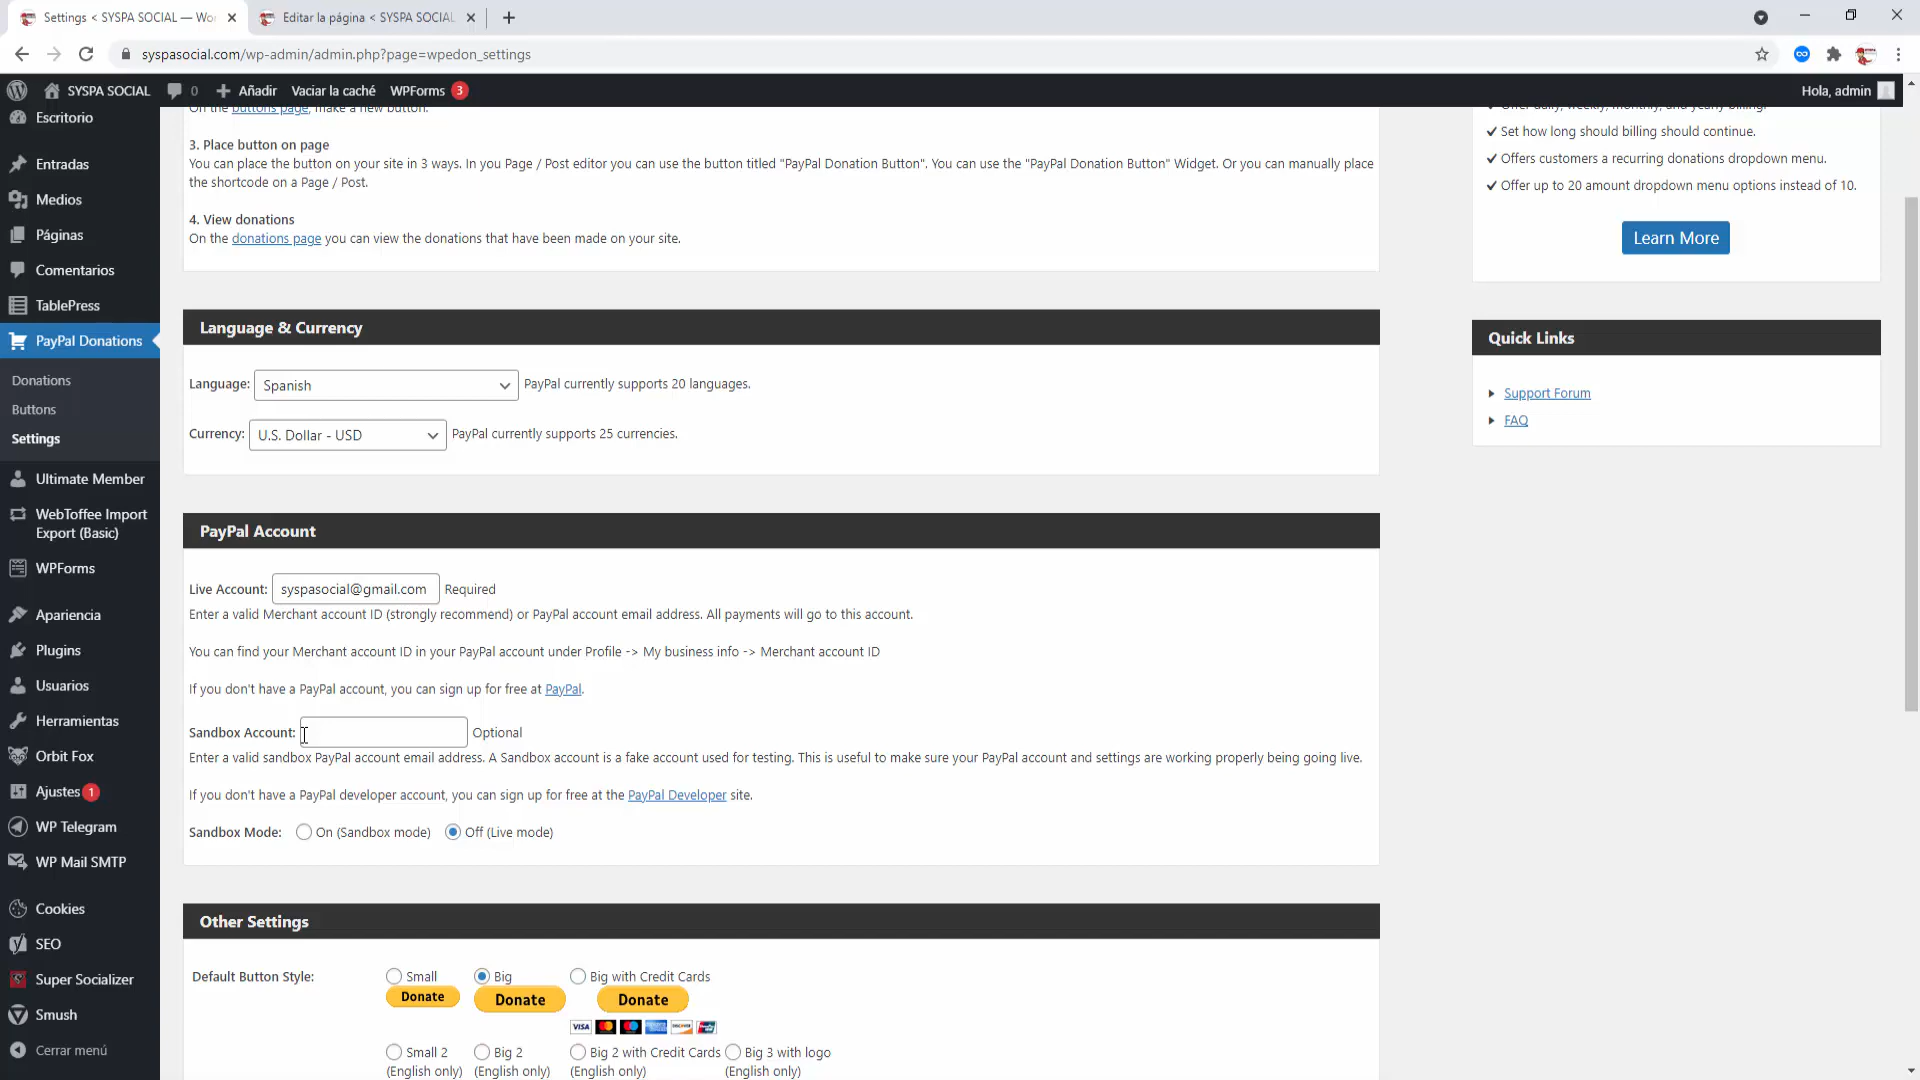 Settings < SYSPA SOCIAL — Wor
Editar la página < SYSPA SOCIAL
syspasocial.com/wp-admin/admin.php?page=wpedon_settings
SYSPA SOCIAL
0
Añadir
Vaciar la caché
WPForms 3
Hola, admin
Escritorio
Entradas
Medios
Páginas
Comentarios
TablePress
PayPal Donations
Donations
Buttons
Settings
Ultimate Member
WebToffee Import
Export (Basic)
WPForms
Apariencia
Plugins
Usuarios
Herramientas
Orbit Fox
Ajustes 1
WP Telegram
WP Mail SMTP
Cookies
SEO
Super Socializer
Smush
Cerrar menú
On the buttons page, make a new button.
3. Place button on page
You can place the button on your site in 3 ways. In you Page / Post editor you can use the button titled "PayPal Donation Button". You can use the "PayPal Donation Button" Widget. Or you can manually place
the shortcode on a Page / Post.
4. View donations
On the donations page you can view the donations that have been made on your site.
Language & Currency
Language: Spanish PayPal currently supports 20 languages.
Currency: U.S. Dollar - USD PayPal currently supports 25 currencies.
PayPal Account
Live Account: syspasocial@gmail.com Required
Enter a valid Merchant account ID (strongly recommend) or PayPal account email address. All payments will go to this account.
You can find your Merchant account ID in your PayPal account under Profile -> My business info -> Merchant account ID
If you don't have a PayPal account, you can sign up for free at PayPal.
Sandbox Account: Optional
Enter a valid sandbox PayPal account email address. A Sandbox account is a fake account used for testing. This is useful to make sure your PayPal account and settings are working properly being going live.
If you don't have a PayPal developer account, you can sign up for free at the PayPal Developer site.
Sandbox Mode: On (Sandbox mode) Off (Live mode)
Other Settings
Default Button Style: Small Big Big with Credit Cards
Donate Donate Donate
VISA
Small 2 Big 2 Big 2 with Credit Cards Big 3 with logo
(English only) (English only) (English only) (English only)
Offer daily, weekly, monthly, and yearly billing.
Set how long should billing should continue.
Offers customers a recurring donations dropdown menu.
Offer up to 20 amount dropdown menu options instead of 10.
Learn More
Quick Links
Support Forum
FAQ